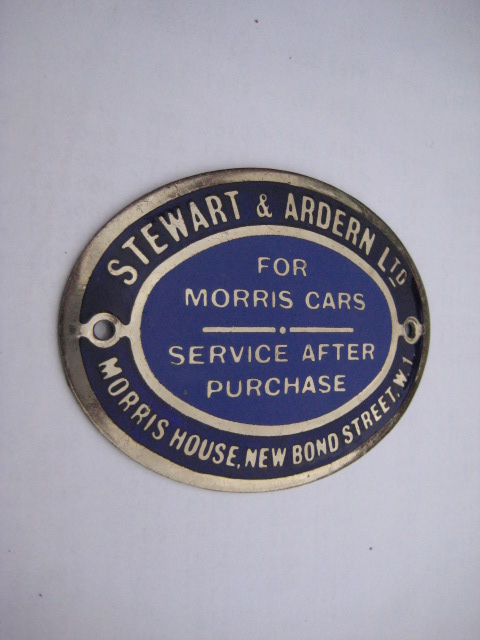 STEWART & ARDERN LTD
FOR
MORRIS CARS
SERVICE AFTER
PURCHASE
MORRIS HOUSE, NEW BOND STREET, W.1.